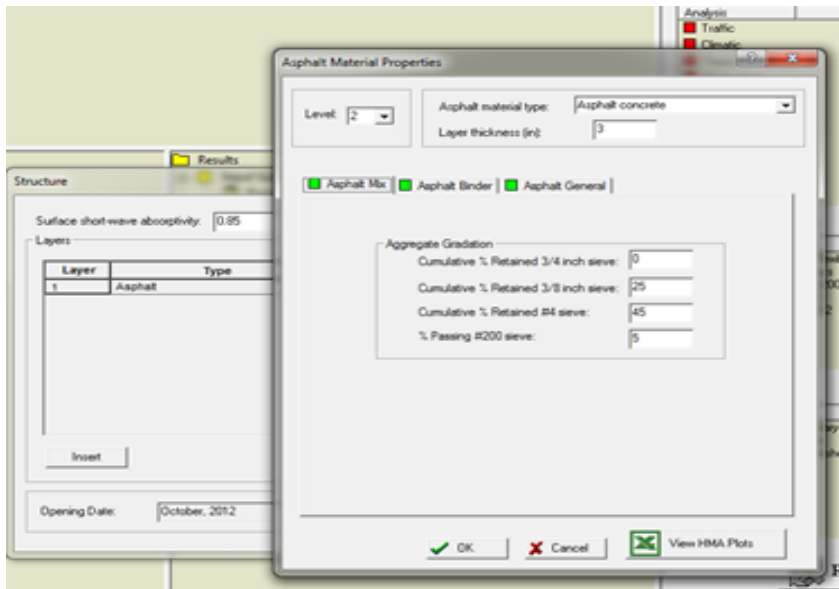 Analysis
Traffic
Climatic
Asphalt Material Properties
Level: 2
Asphalt material type: Asphalt concrete
Layer thickness (in): 3
Results
Structure
Asphalt Mix Asphalt Binder Asphalt General
Surface short-wave absorptivity: 0.85
Layers
Layer Type
1 Asphalt
Aggregate Gradation
Cumulative % Retained 3/4 inch sieve: 0
Cumulative % Retained 3/8 inch sieve: 25
Cumulative % Retained #4 sieve: 45
% Passing #200 sieve: 5
Insert
Opening Date: October, 2012
OK Cancel View HMA Plots